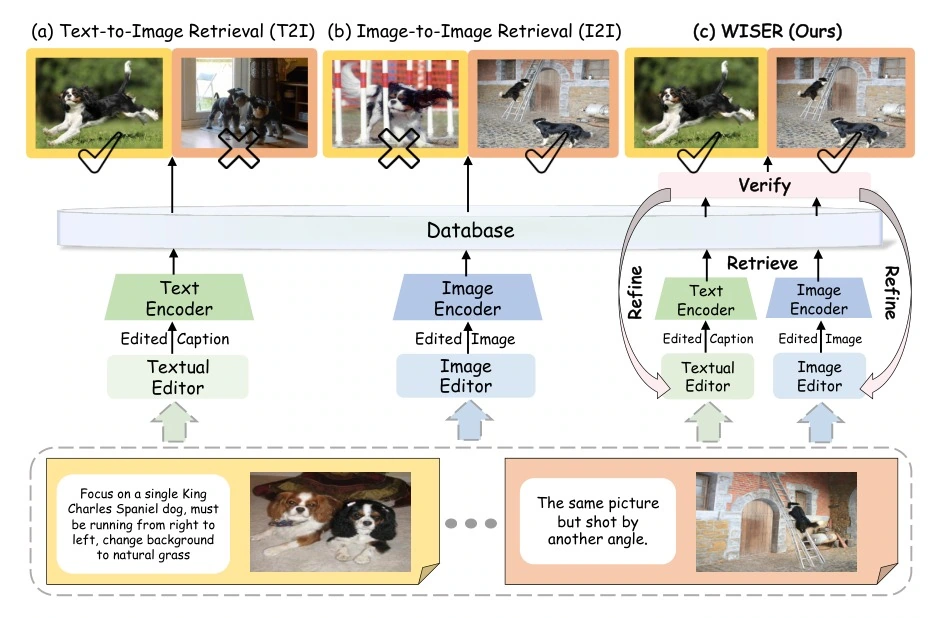 (a) Text-to-Image Retrieval (T2I)
(b) Image-to-Image Retrieval (I2I)
(c) WISER (Ours)
Verify
Database
Retrieve
Refine
Refine
Text
Encoder
Image
Encoder
Text
Encoder
Image
Encoder
Edited Caption
Edited Image
Edited Caption
Edited Image
Textual
Editor
Image
Editor
Textual
Editor
Image
Editor
Focus on a single King
Charles Spaniel dog, must
be running from right to
left, change background
to natural grass
The same picture
but shot by
another angle.